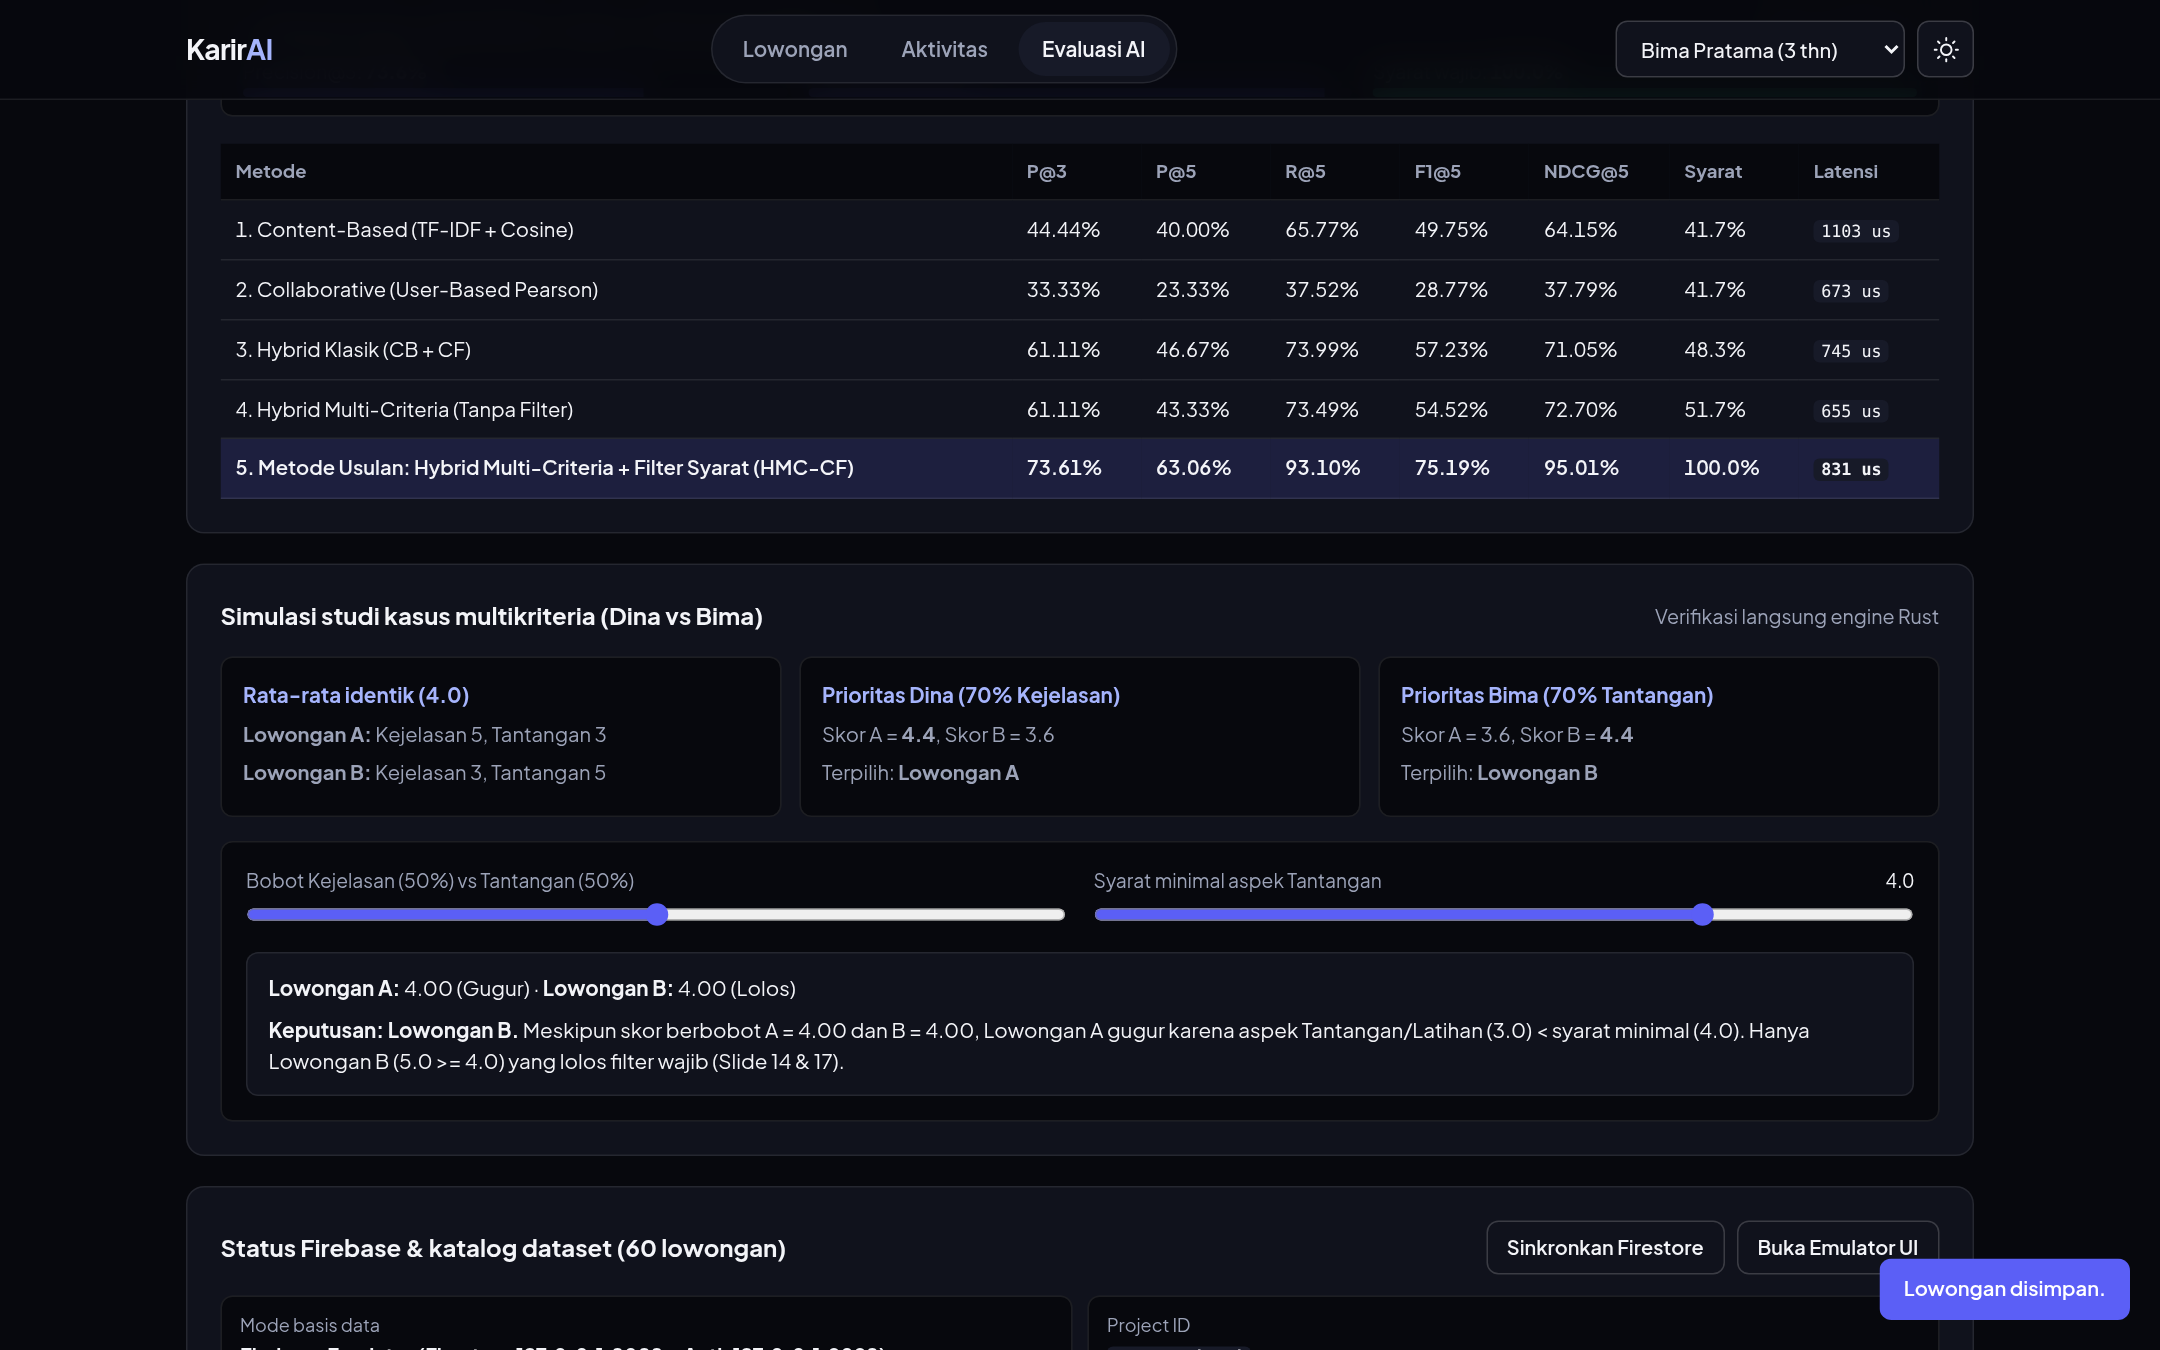 KarirAI
Lowongan
Aktivitas
Evaluasi AI
Bima Pratama (3 thn)
Metode P@3 P@5 R@5 F1@5 NDCG@5 Syarat Latensi
1. Content-Based (TF-IDF + Cosine) 44.44% 40.00% 65.77% 49.75% 64.15% 41.7% 1103 us
2. Collaborative (User-Based Pearson) 33.33% 23.33% 37.52% 28.77% 37.79% 41.7% 673 us
3. Hybrid Klasik (CB + CF) 61.11% 46.67% 73.99% 57.23% 71.05% 48.3% 745 us
4. Hybrid Multi-Criteria (Tanpa Filter) 61.11% 43.33% 73.49% 54.52% 72.70% 51.7% 655 us
5. Metode Usulan: Hybrid Multi-Criteria + Filter Syarat (HMC-CF) 73.61% 63.06% 93.10% 75.19% 95.01% 100.0% 831 us
Simulasi studi kasus multikriteria (Dina vs Bima)
Verifikasi langsung engine Rust
Rata-rata identik (4.0)
Lowongan A: Kejelasan 5, Tantangan 3
Lowongan B: Kejelasan 3, Tantangan 5
Prioritas Dina (70% Kejelasan)
Skor A = 4.4, Skor B = 3.6
Terpilih: Lowongan A
Prioritas Bima (70% Tantangan)
Skor A = 3.6, Skor B = 4.4
Terpilih: Lowongan B
Bobot Kejelasan (50%) vs Tantangan (50%)
Syarat minimal aspek Tantangan 4.0
Lowongan A: 4.00 (Gugur) · Lowongan B: 4.00 (Lolos)
Keputusan: Lowongan B. Meskipun skor berbobot A = 4.00 dan B = 4.00, Lowongan A gugur karena aspek Tantangan/Latihan (3.0) < syarat minimal (4.0). Hanya
Lowongan B (5.0 >= 4.0) yang lolos filter wajib (Slide 14 & 17).
Status Firebase & katalog dataset (60 lowongan)
Sinkronkan Firestore
Buka Emulator UI
Lowongan disimpan.
Mode basis data
Project ID